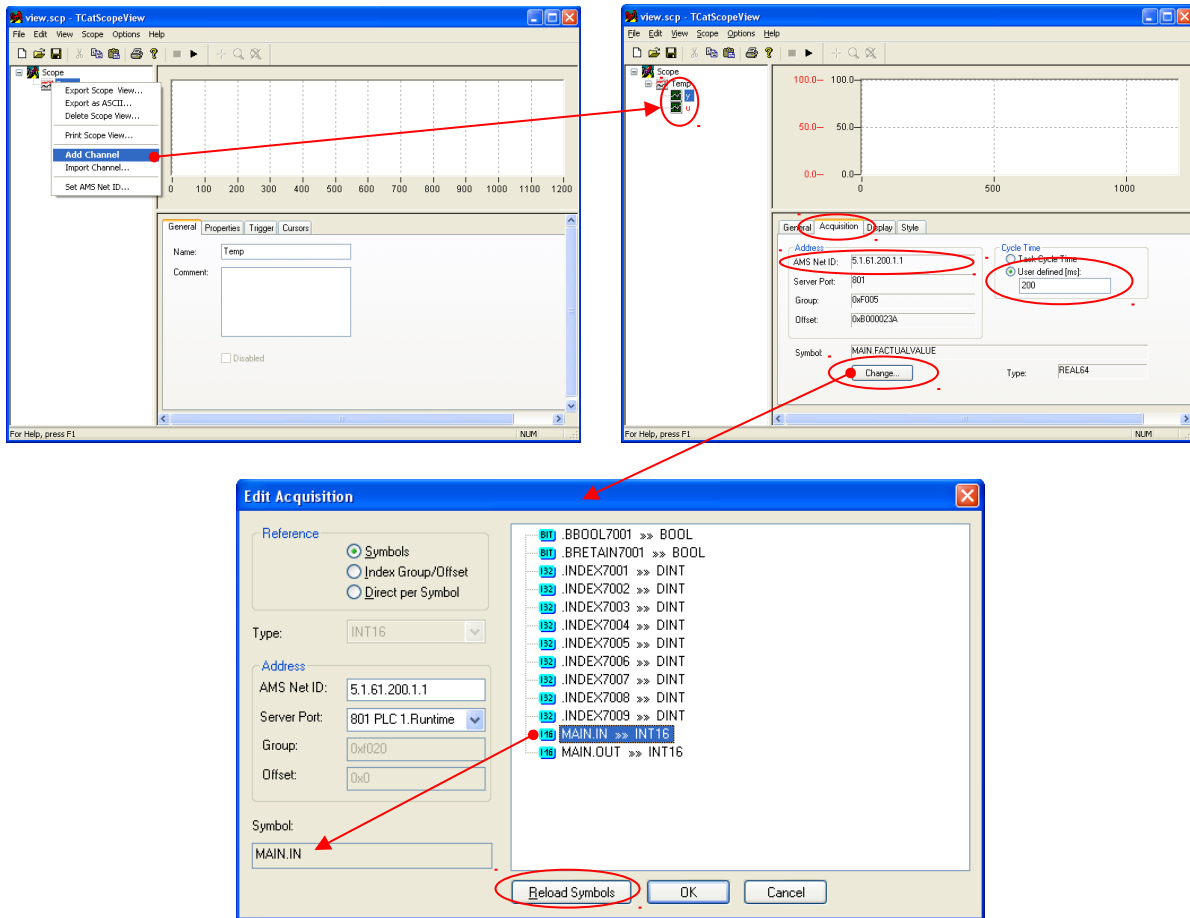 view.scp - TCatScopeView
File Edit View Scope Options Help
Scope
Export Scope View...
Export as ASCII...
Delete Scope View...
Print Scope View...
Add Channel
Import Channel...
Set AMS Net ID...
0 100 200 300 400 500 600 700 800 900 1000 1100 1200
General Properties Trigger Cursors
Name: Temp
Comment:
Disabled
For Help, press F1 NUM
view.scp - TCatScopeView
File Edit View Scope Options Help
Scope
Temp
y
u
100.0 100.0
50.0 50.0
0.0 0.0
0 500 1000
General Acquisition Display Style
Address
AMS Net ID: 5.1.61.200.1.1
Server Port: 801
Group: 0xF005
Offset: 0xB000023A
Cycle Time
Task Cycle Time
User defined [ms]:
200
Symbol: MAIN.FACTUALVALUE
Change...
Type: REAL64
For Help, press F1 NUM
Edit Acquisition
Reference
Symbols
Index Group/Offset
Direct per Symbol
Type: INT16
Address
AMS Net ID: 5.1.61.200.1.1
Server Port: 801 PLC 1.Runtime
Group: 0xf020
Offset: 0x0
Symbol:
MAIN.IN
BIT .BBOOL7001 »» BOOL
BIT .BRETAIN7001 »» BOOL
I32 .INDEX7001 »» DINT
I32 .INDEX7002 »» DINT
I32 .INDEX7003 »» DINT
I32 .INDEX7004 »» DINT
I32 .INDEX7005 »» DINT
I32 .INDEX7006 »» DINT
I32 .INDEX7007 »» DINT
I32 .INDEX7008 »» DINT
I32 .INDEX7009 »» DINT
I16 MAIN.IN »» INT16
I16 MAIN.OUT »» INT16
Reload Symbols OK Cancel